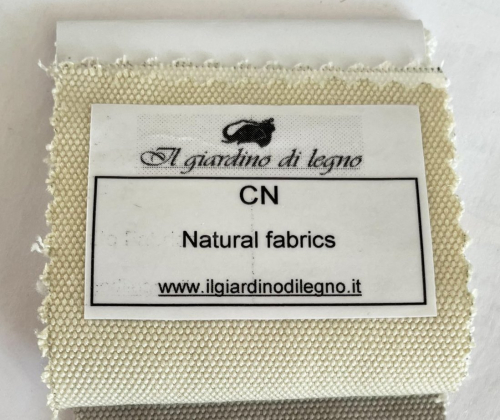 Il giardino di legno
CN
Natural fabrics
www.ilgiardinodilegno.it